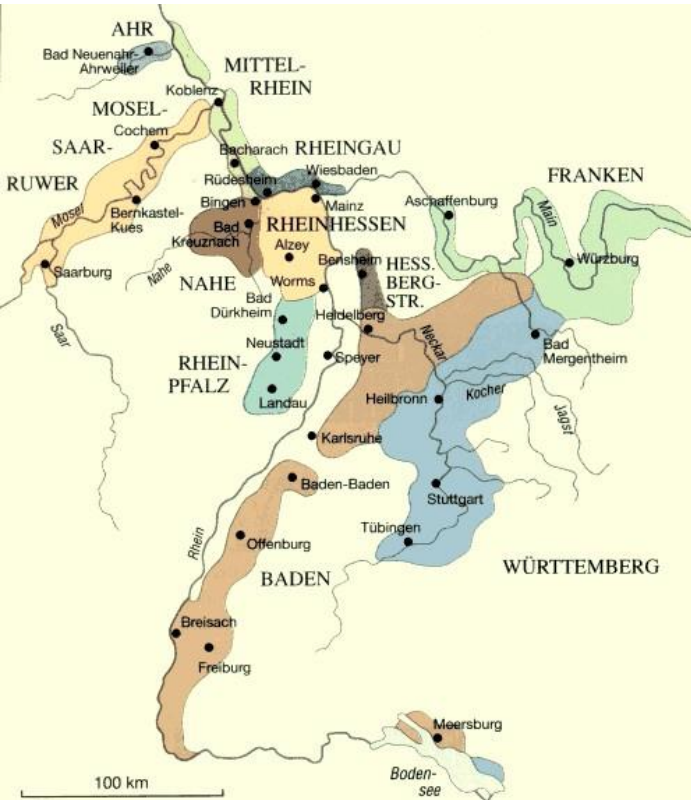 AHR
Bad Neuenahr-
Ahrweiler
MITTEL-
RHEIN
Koblenz
MOSEL-
Cochem
SAAR-
Bacharach
RHEINGAU
RUWER
Rüdesheim
Wiesbaden
FRANKEN
Mosel
Bernkastel-
Kues
Bingen
Mainz
Aschaffenburg
Main
RHEINHESSEN
Bad
Kreuznach
Alzey
Bensheim
HESS.
BERG-
STR.
Würzburg
Saarburg
Nahe
NAHE
Worms
Bad
Dürkheim
Heidelberg
Saar
Neckar
Neustadt
Speyer
Bad
Mergentheim
RHEIN-
PFALZ
Landau
Heilbronn
Kocher
Jagst
Karlsruhe
Baden-Baden
Stuttgart
Rhein
Offenburg
Tübingen
BADEN
WÜRTTEMBERG
Breisach
Freiburg
Meersburg
Boden-
see
100 km